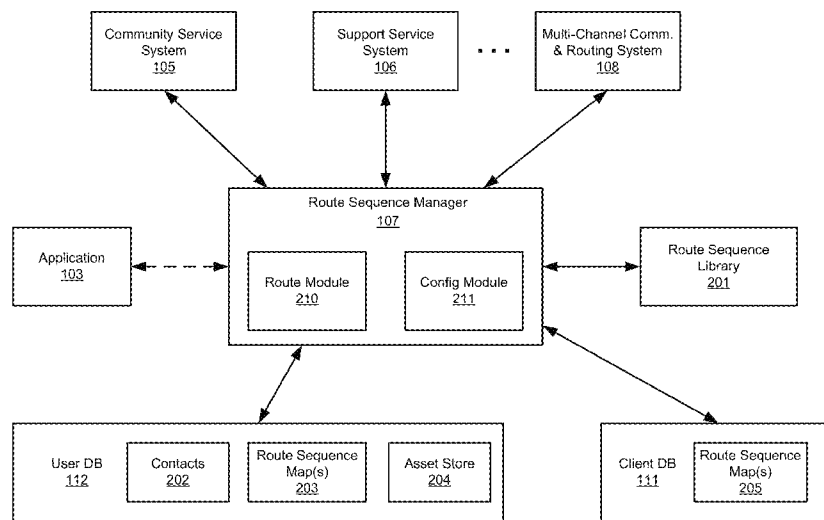 Community Service
System
105
Support Service
System
106
. . .
Multi-Channel Comm.
& Routing System
108
Route Sequence Manager
107
Application
103
Route Module
210
Config Module
211
Route Sequence
Library
201
User DB
112
Contacts
202
Route Sequence
Map(s)
203
Asset Store
204
Client DB
111
Route Sequence
Map(s)
205